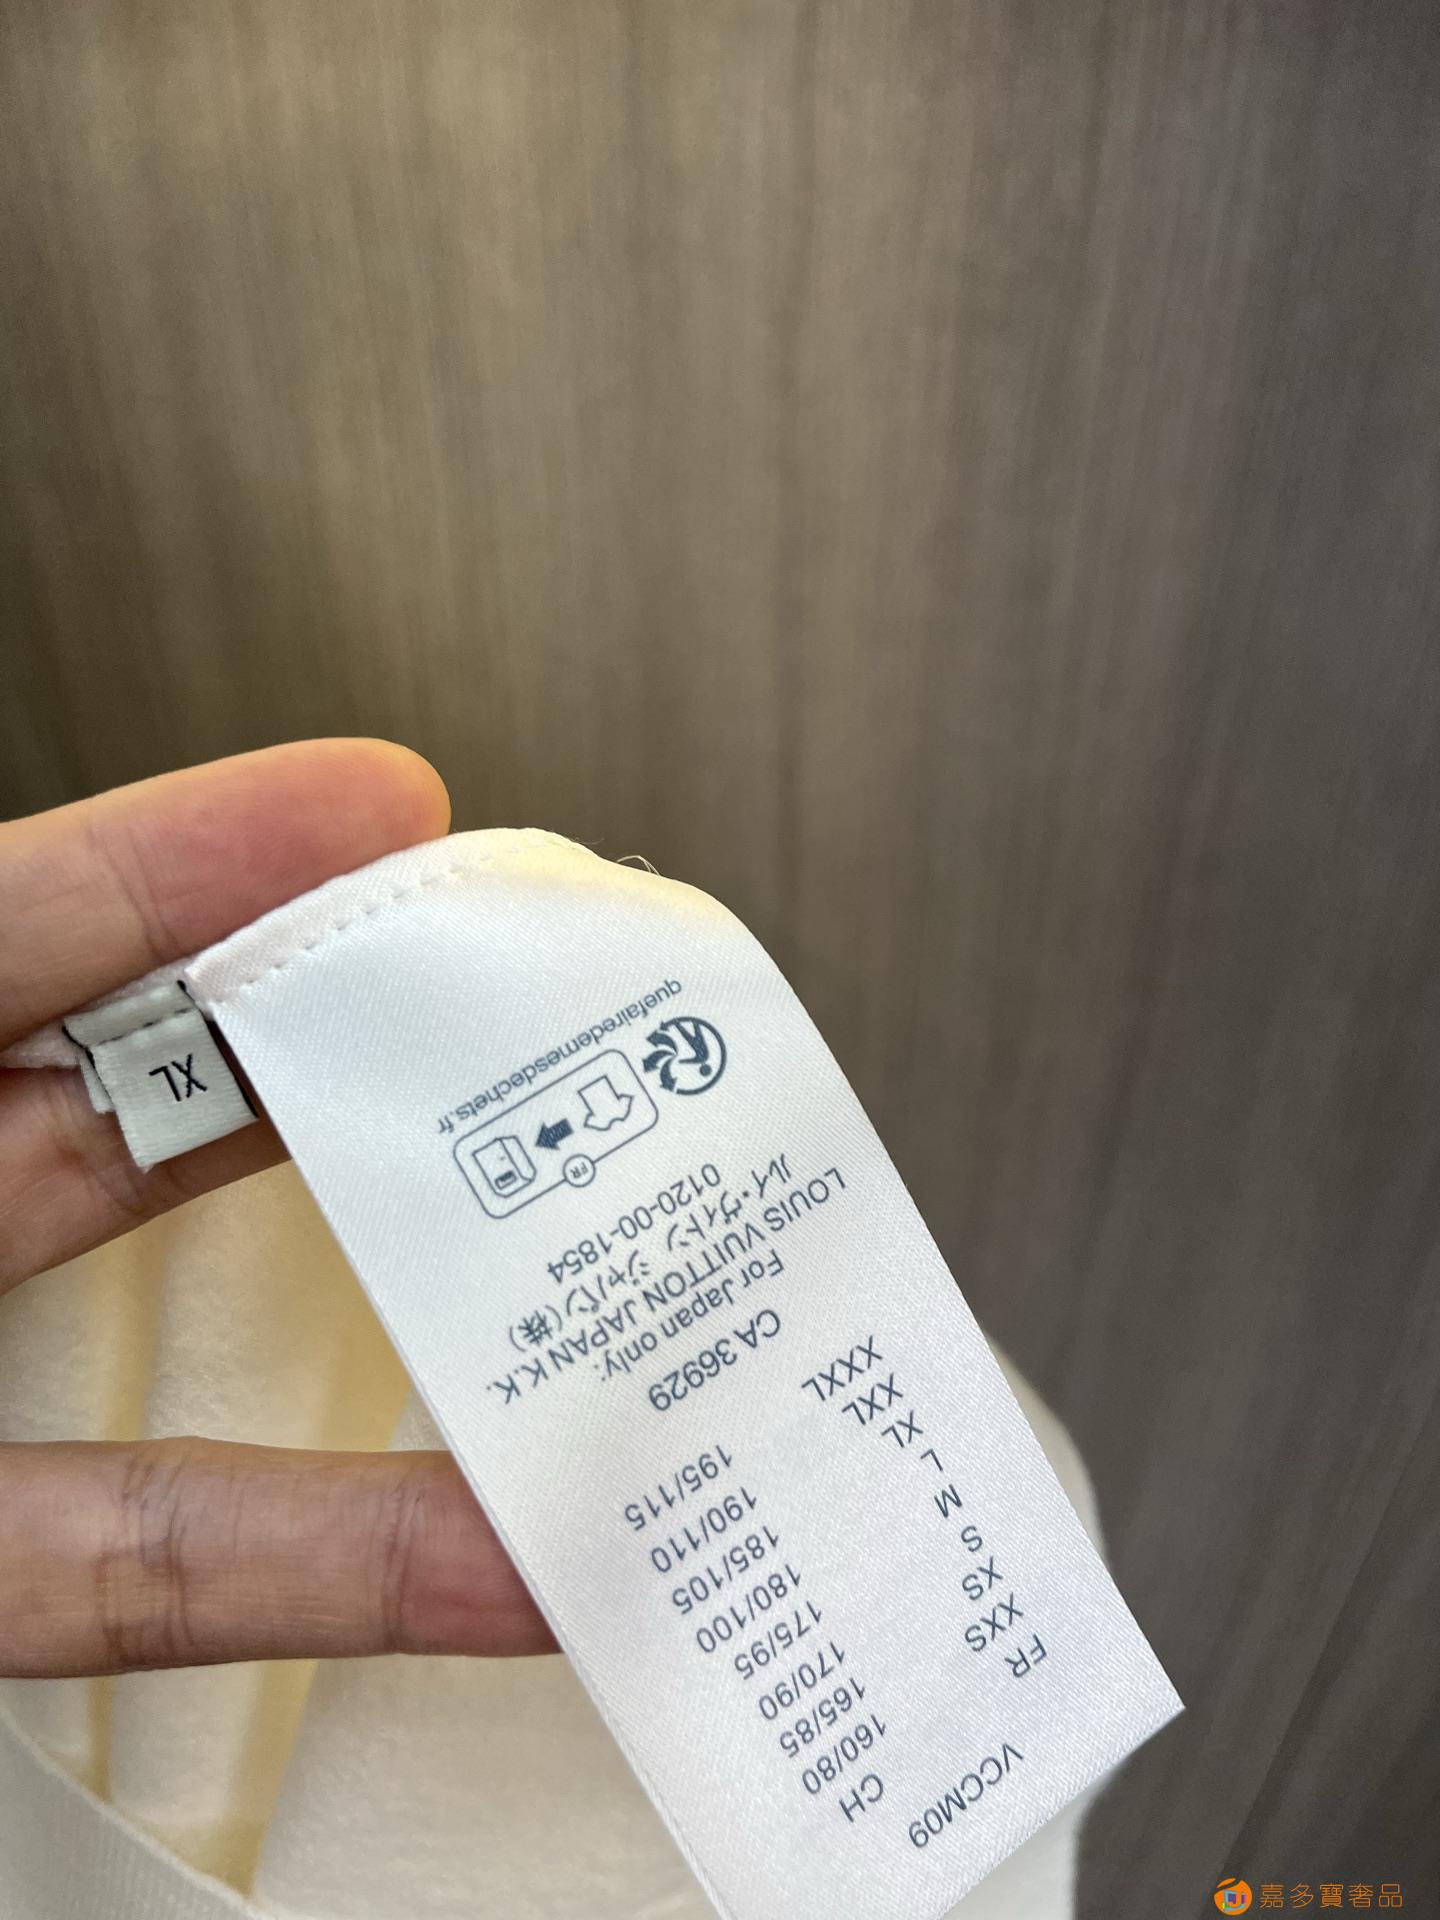 VCCM09
FR CH
XXS 160/80
XS 165/85
S 170/90
M 175/95
L 180/100
XL 185/105
XXL 190/110
XXXL 195/115
CA 36929
For Japan only:
LOUIS VUITTON JAPAN K.K.
ルイ・ヴィトン ジャパン(株)
0120-00-1854
FR
quefairedemesdechets.fr
XL
嘉多寶奢品